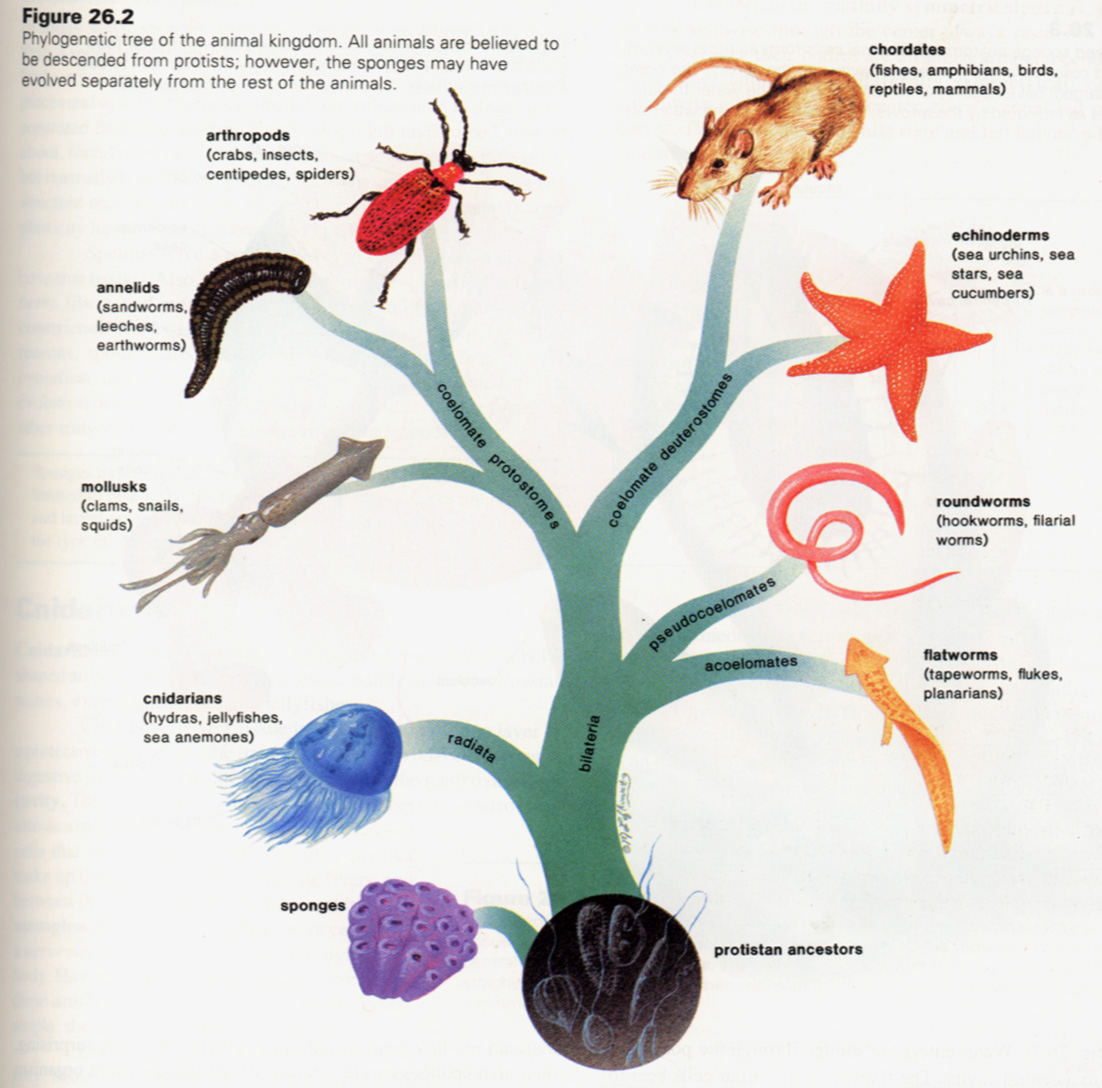 Figure 26.2
Phylogenetic tree of the animal kingdom. All animals are believed to
be descended from protists; however, the sponges may have
evolved separately from the rest of the animals.
chordates
(fishes, amphibians, birds,
reptiles, mammals)
arthropods
(crabs, insects,
centipedes, spiders)
echinoderms
(sea urchins, sea
stars, sea
cucumbers)
annelids
(sandworms,
leeches,
earthworms)
coelomate protostomes
coelomate deuterostomes
mollusks
(clams, snails,
squids)
roundworms
(hookworms, filarial
worms)
pseudocoelomates
acoelomates
flatworms
(tapeworms, flukes,
planarians)
cnidarians
(hydras, jellyfishes,
sea anemones)
radiata
bilateria
sponges
protistan ancestors